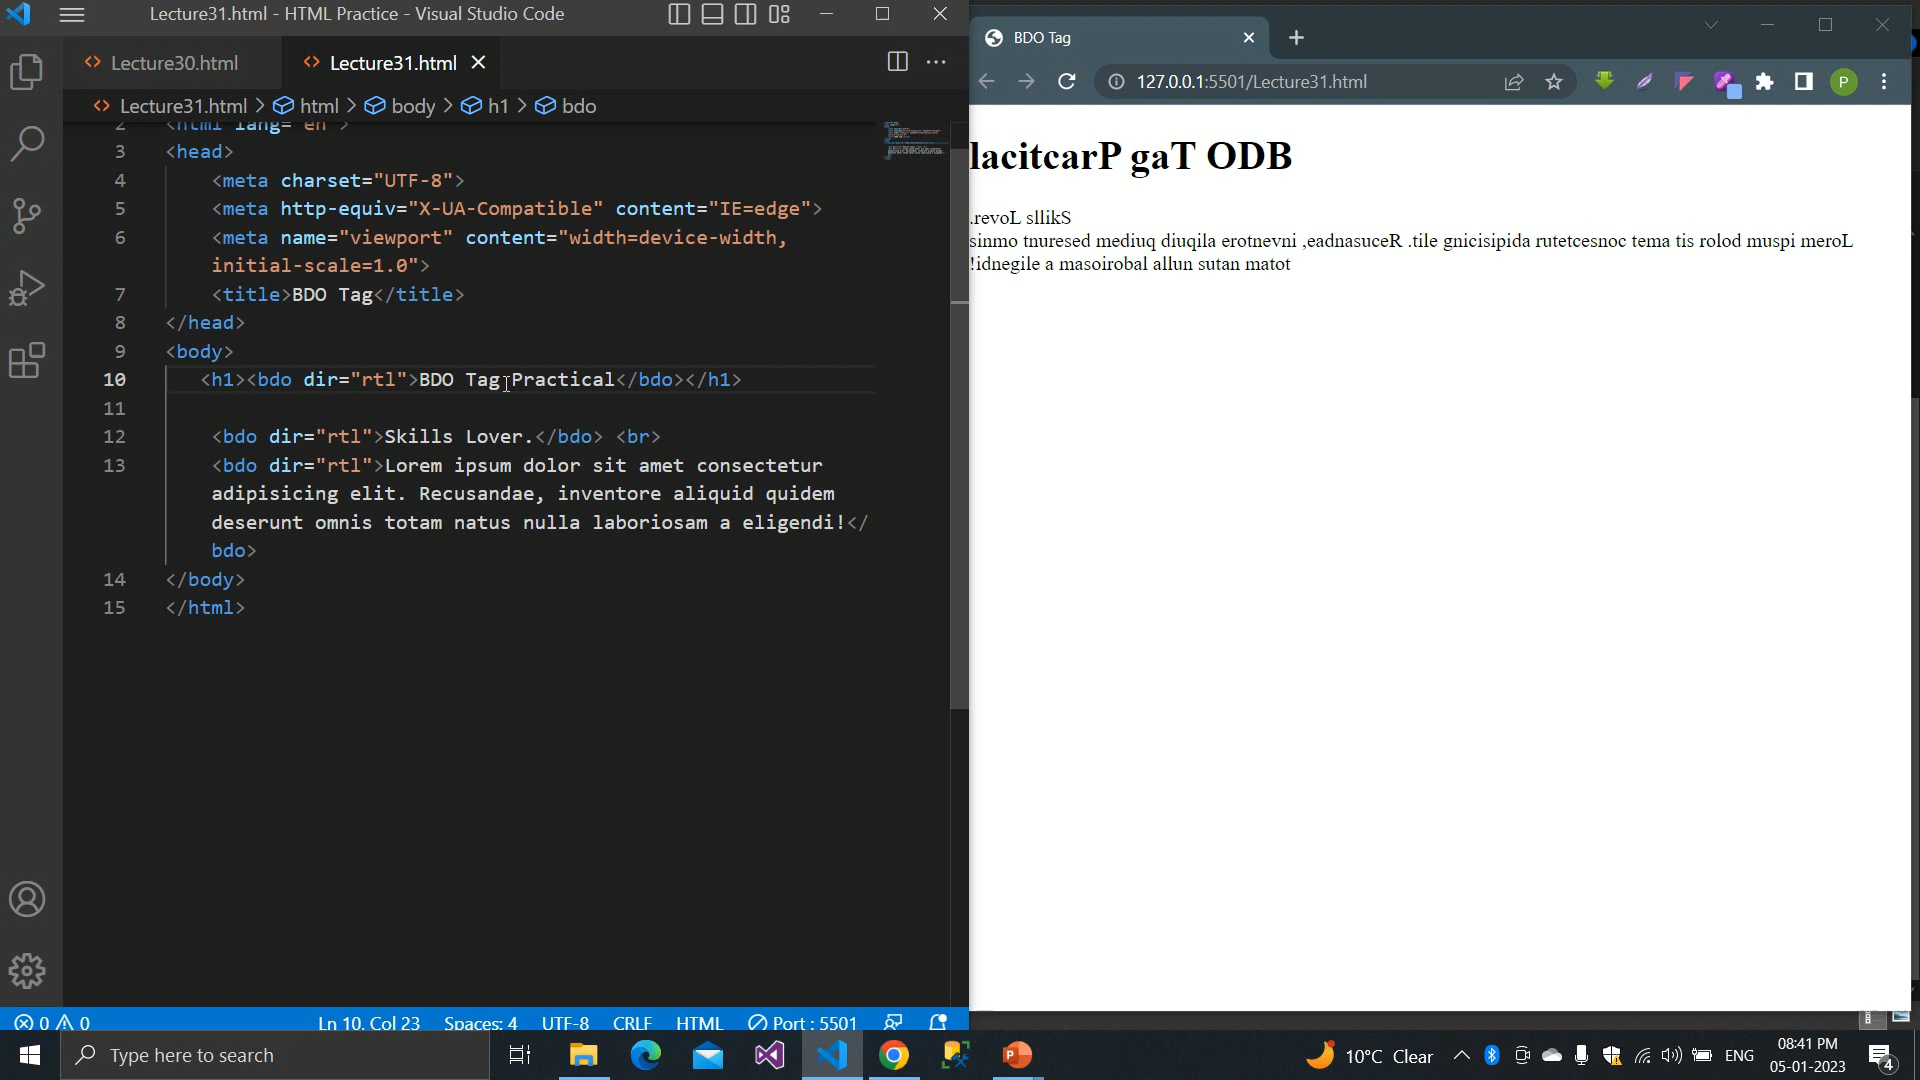 Lecture31.html - HTML Practice - Visual Studio Code
Lecture30.html
Lecture31.html
Lecture31.html > html > body > h1 > bdo
2 <html lang="en">
3 <head>
4 <meta charset="UTF-8">
5 <meta http-equiv="X-UA-Compatible" content="IE=edge">
6 <meta name="viewport" content="width=device-width,
initial-scale=1.0">
7 <title>BDO Tag</title>
8 </head>
9 <body>
10 <h1><bdo dir="rtl">BDO Tag Practical</bdo></h1>
11
12 <bdo dir="rtl">Skills Lover.</bdo> <br>
13 <bdo dir="rtl">Lorem ipsum dolor sit amet consectetur
adipisicing elit. Recusandae, inventore aliquid quidem
deserunt omnis totam natus nulla laboriosam a eligendi!</
bdo>
14 </body>
15 </html>
0 0
Ln 10, Col 23 Spaces: 4 UTF-8 CRLF HTML Port : 5501
BDO Tag
127.0.0.1:5501/Lecture31.html
P
lacitcarP gaT ODB
.revoL sllikS
sinmo tnuresed mediuq diuqila erotnevni ,eadnasuceR .tile gnicisipida rutetcesnoc tema tis rolod muspi meroL
!idnegile a masoirobal allun sutan matot
Type here to search
P
10°C Clear
ENG
08:41 PM
05-01-2023
4